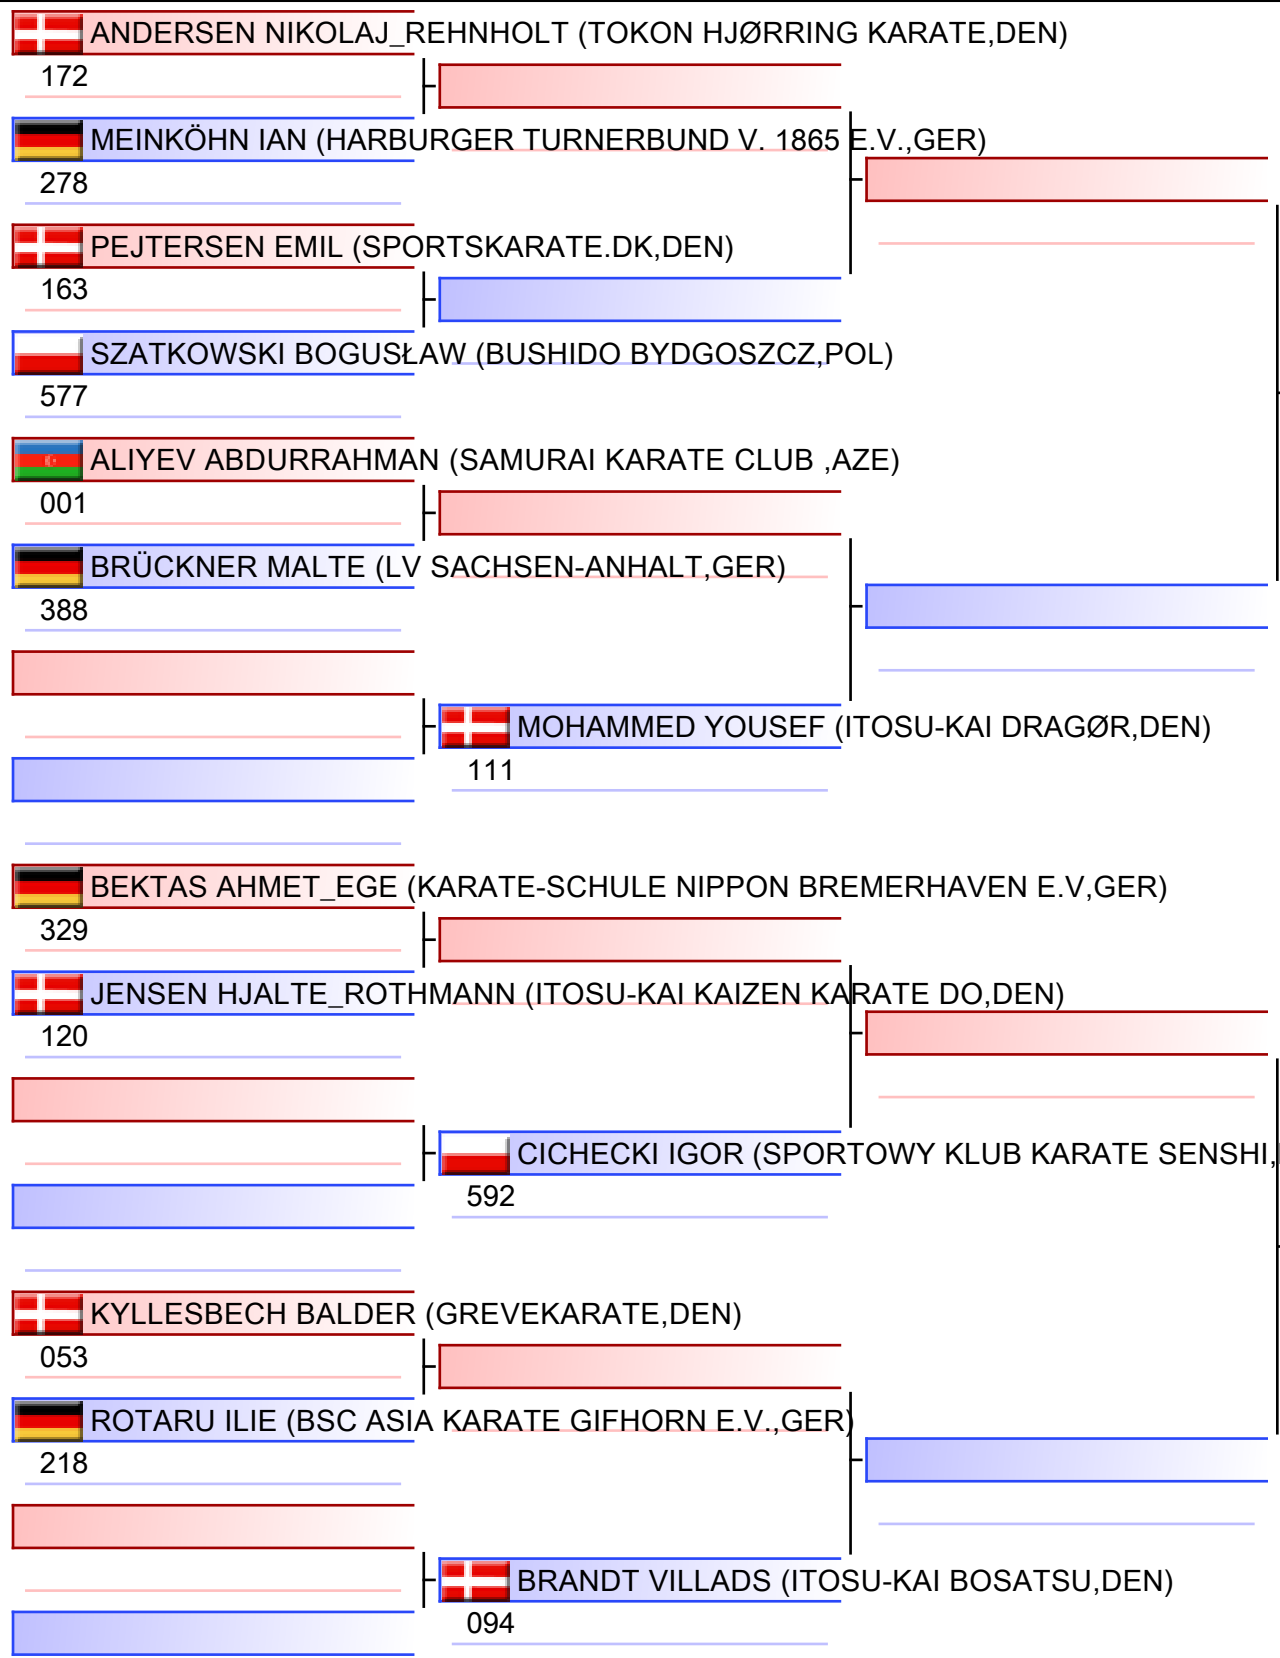 ANDERSEN NIKOLAJ_REHNHOLT (TOKON HJØRRING KARATE,DEN)
172
MEINKÖHN IAN (HARBURGER TURNERBUND V. 1865 E.V.,GER)
278
PEJTERSEN EMIL (SPORTSKARATE.DK,DEN)
163
SZATKOWSKI BOGUSŁAW (BUSHIDO BYDGOSZCZ,POL)
577
ALIYEV ABDURRAHMAN (SAMURAI KARATE CLUB ,AZE)
001
BRÜCKNER MALTE (LV SACHSEN-ANHALT,GER)
388
MOHAMMED YOUSEF (ITOSU-KAI DRAGØR,DEN)
111
BEKTAS AHMET_EGE (KARATE-SCHULE NIPPON BREMERHAVEN E.V,GER)
329
JENSEN HJALTE_ROTHMANN (ITOSU-KAI KAIZEN KARATE DO,DEN)
120
CICHECKI IGOR (SPORTOWY KLUB KARATE SENSHI,
592
KYLLESBECH BALDER (GREVEKARATE,DEN)
053
ROTARU ILIE (BSC ASIA KARATE GIFHORN E.V.,GER)
218
BRANDT VILLADS (ITOSU-KAI BOSATSU,DEN)
094